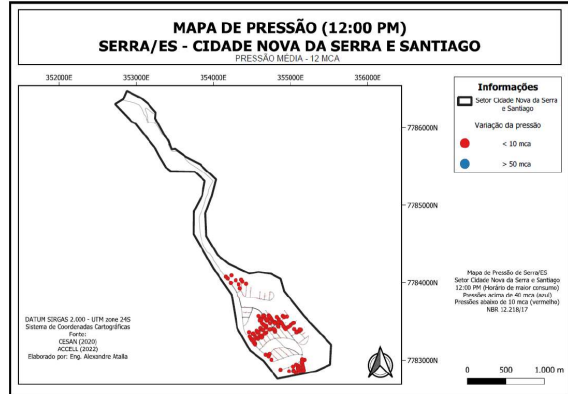 MAPA DE PRESSÃO (12:00 PM)
SERRA/ES - CIDADE NOVA DA SERRA E SANTIAGO
PRESSÃO MÉDIA - 12 MCA
352000E 353000E 354000E 355000E 356000E
7786000N
7785000N
7784000N
7783000N
Informações
Setor Cidade Nova da Serra
e Santiago
Variação da pressão
< 10 mca
> 50 mca
Mapa de Pressão de Serra/ES
Setor Cidade Nova da Serra e Santiago
12:00 PM (Horário de maior consumo)
Pressões acima de 40 mca (azul)
Pressões abaixo de 10 mca (vermelho)
NBR 12.218/17
DATUM SIRGAS 2.000 - UTM zone 24S
Sistema de Coordenadas Cartográficas
Fonte:
CESAN (2020)
ACCELL (2022)
Elaborado por: Eng. Alexandre Atalla
0 500 1.000 m